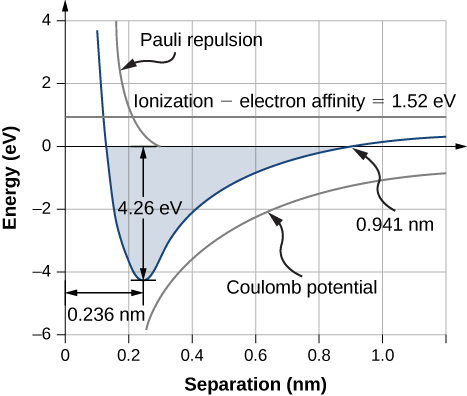 4
Pauli repulsion
2
Ionization − electron affinity = 1.52 eV
0
4.26 eV
−2
0.941 nm
−4
Coulomb potential
0.236 nm
−6
0 0.2 0.4 0.6 0.8 1.0
Separation (nm)
Energy (eV)